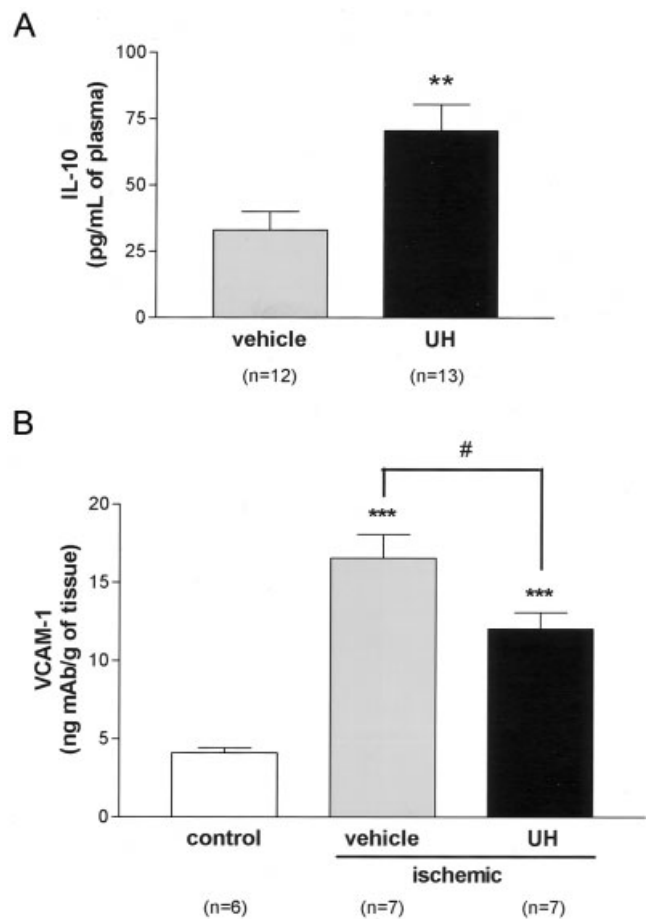 A
100
75
50
25
0
IL-10
(pg/mL of plasma)
**
vehicle
UH
(n=12)
(n=13)
B
#
20
15
10
5
0
VCAM-1
(ng mAb/g of tissue)
***
***
control
vehicle
UH
ischemic
(n=6)
(n=7)
(n=7)